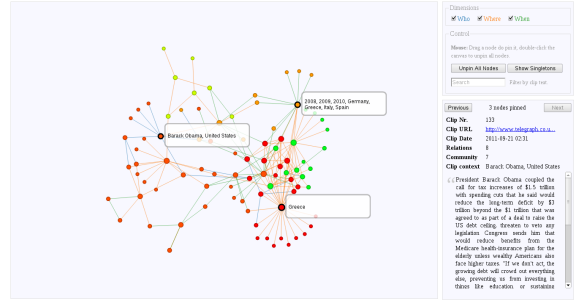 Dimensions
Who Where When
Control
Mouse: Drag a node do pin it, double click the
canvas to unpin all nodes
Unpin All Nodes Show Singletons
Search Filter by clip text
2008, 2009, 2010, Germany,
Greece, Italy, Spain
Barack Obama, United States
Greece
Previous 3 nodes pinned Next
Clip Nr. 133
Clip URL http://www.telegraph.co.u...
Clip Date 2011-09-21 02:31
Relations 8
Community 7
Clip context Barack Obama, United States
President Barack Obama coupled the
call for tax increases of $1.5 trillion
with spending cuts that he said would
reduce the long-term deficit by $3
trillion beyond the $1 trillion that was
agreed to as part of a deal to raise the
US debt ceiling. threaten to veto any
legislation Congress sends him that
would reduce benefits from the
Medicare health-insurance plan for the
elderly unless wealthy Americans also
face higher taxes. "If we don't act, the
growing debt will crowd out everything
else, preventing us from investing in
things like education, or sustaining